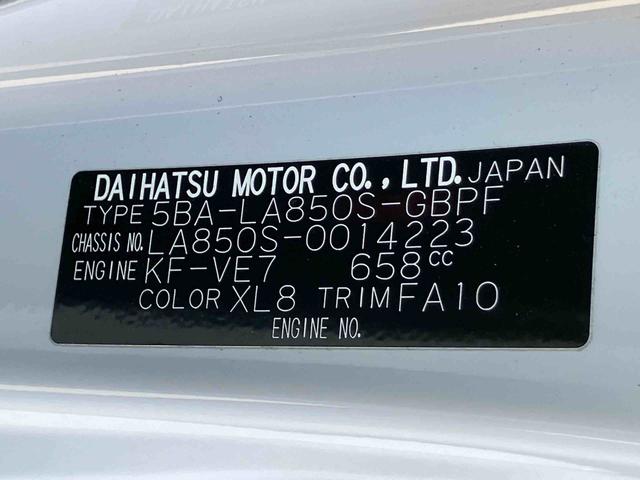 DAIHATSU MOTOR CO., LTD. JAPAN
TYPE 5BA-LA850S-GBPF
CHASSIS NO. LA850S-0014223
ENGINE KF-VE7 658cc
COLOR XL8 TRIM FA10
ENGINE NO.